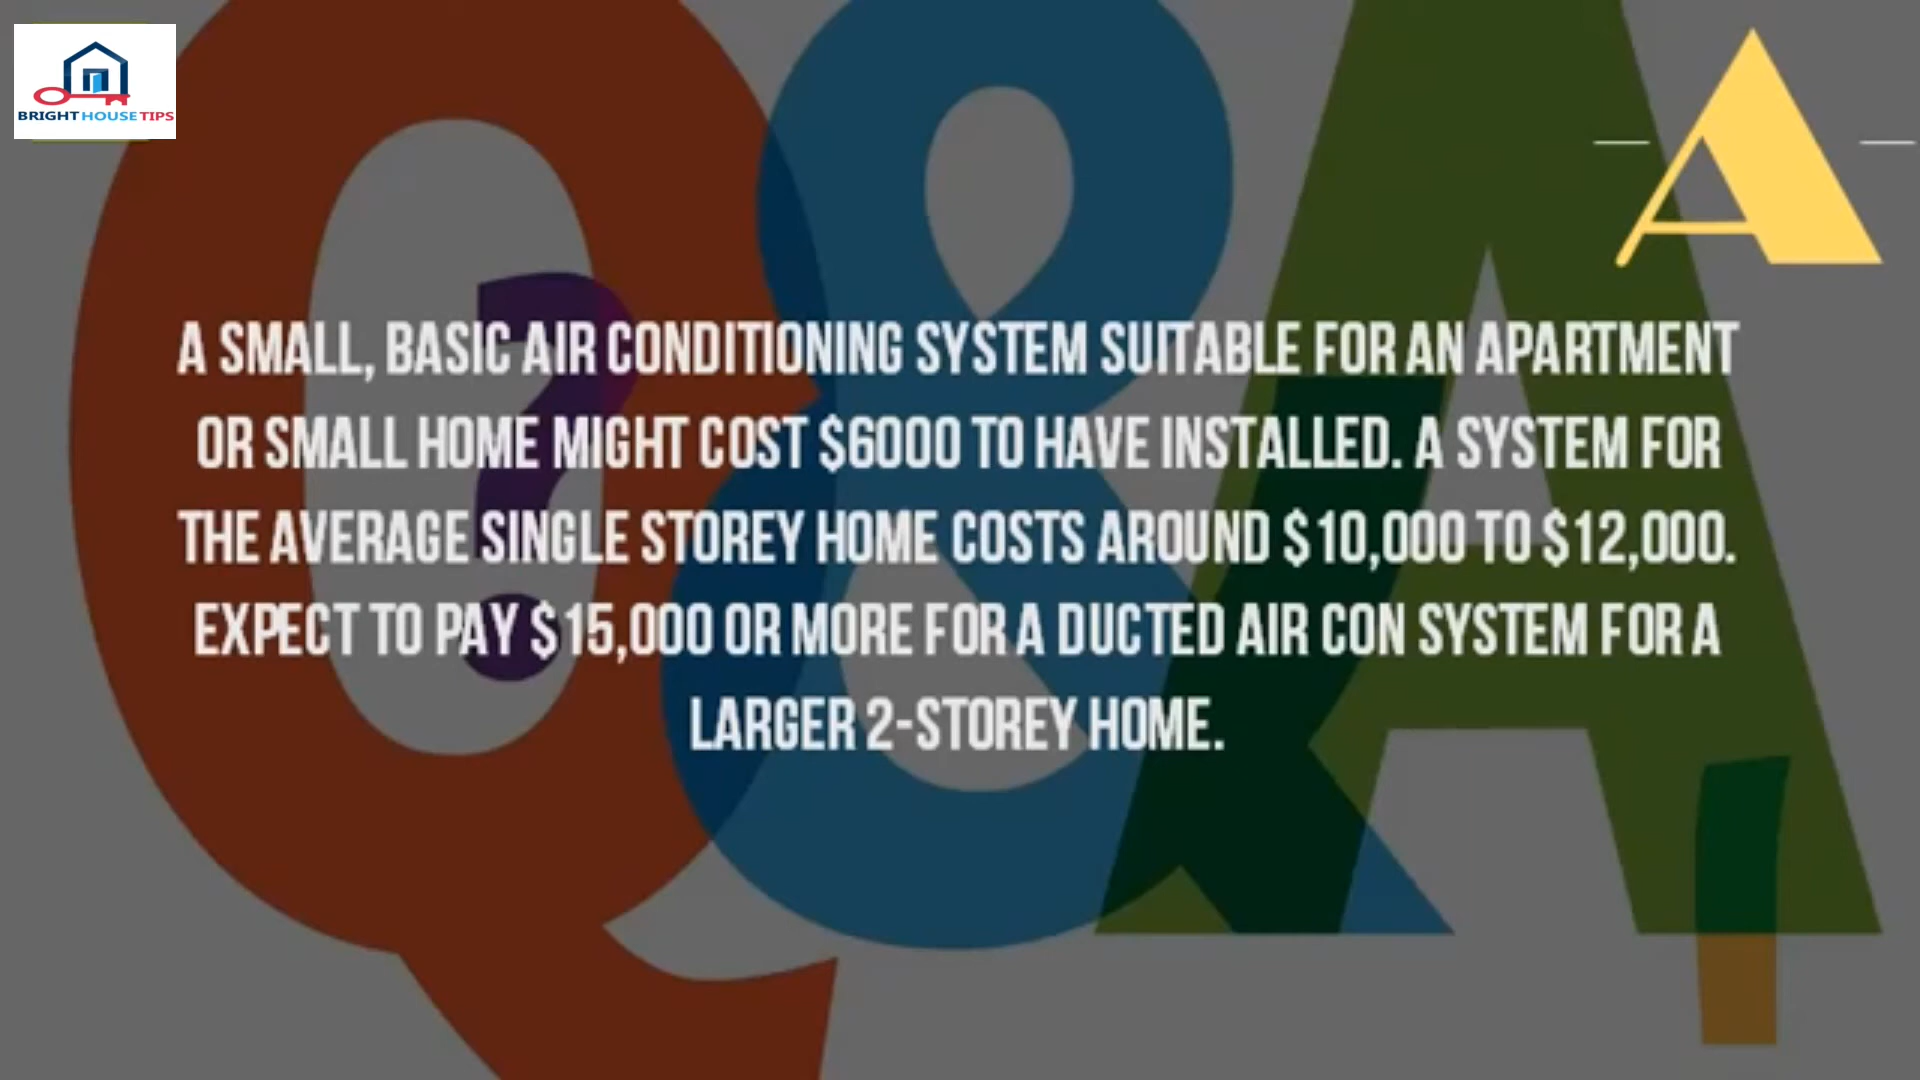 BRIGHT HOUSE TIPS
Q&A
?
!
A
A SMALL, BASIC AIR CONDITIONING SYSTEM SUITABLE FOR AN APARTMENT
OR SMALL HOME MIGHT COST $6000 TO HAVE INSTALLED. A SYSTEM FOR
THE AVERAGE SINGLE STOREY HOME COSTS AROUND $10,000 TO $12,000.
EXPECT TO PAY $15,000 OR MORE FOR A DUCTED AIR CON SYSTEM FOR A
LARGER 2-STOREY HOME.